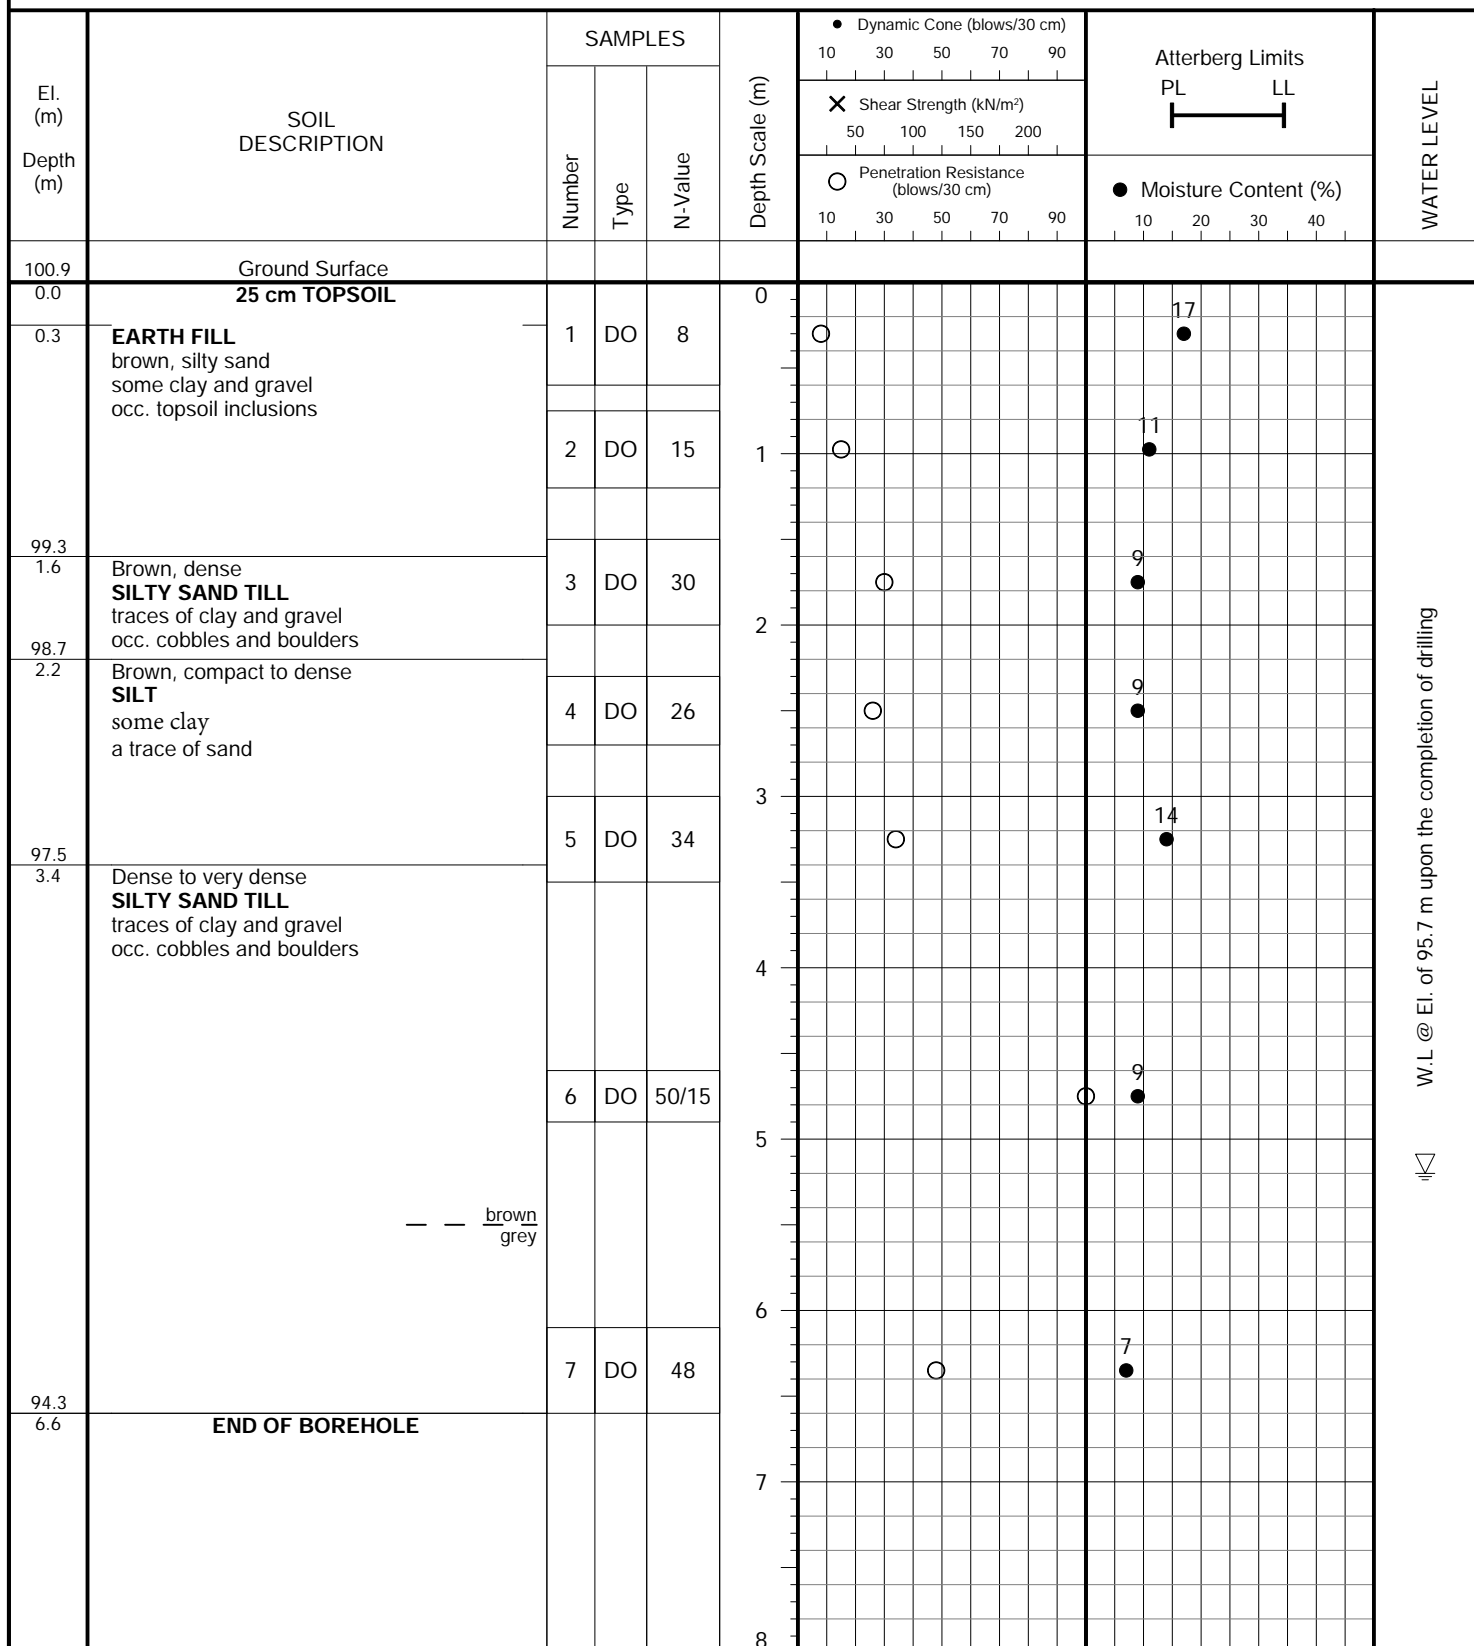 El.
(m)
Depth
(m)
SOIL
DESCRIPTION
SAMPLES
Number
Type
N-Value
Depth Scale (m)
Dynamic Cone (blows/30 cm)
10 30 50 70 90
Shear Strength (kN/m²)
50 100 150 200
Penetration Resistance
(blows/30 cm)
10 30 50 70 90
Atterberg Limits
PL LL
Moisture Content (%)
10 20 30 40
WATER LEVEL
100.9 Ground Surface
0.0 25 cm TOPSOIL 0
0.3 EARTH FILL
brown, silty sand
some clay and gravel
occ. topsoil inclusions
1 DO 8 17
2 DO 15 1 11
99.3
1.6 Brown, dense
SILTY SAND TILL
traces of clay and gravel
occ. cobbles and boulders
3 DO 30 9
2
98.7
2.2 Brown, compact to dense
SILT
some clay
a trace of sand
4 DO 26 9
3
5 DO 34 14
97.5
3.4 Dense to very dense
SILTY SAND TILL
traces of clay and gravel
occ. cobbles and boulders
4
6 DO 50/15 9
5
brown
grey
6
7 DO 48 7
94.3
6.6 END OF BOREHOLE
7
8
W.L @ El. of 95.7 m upon the completion of drilling